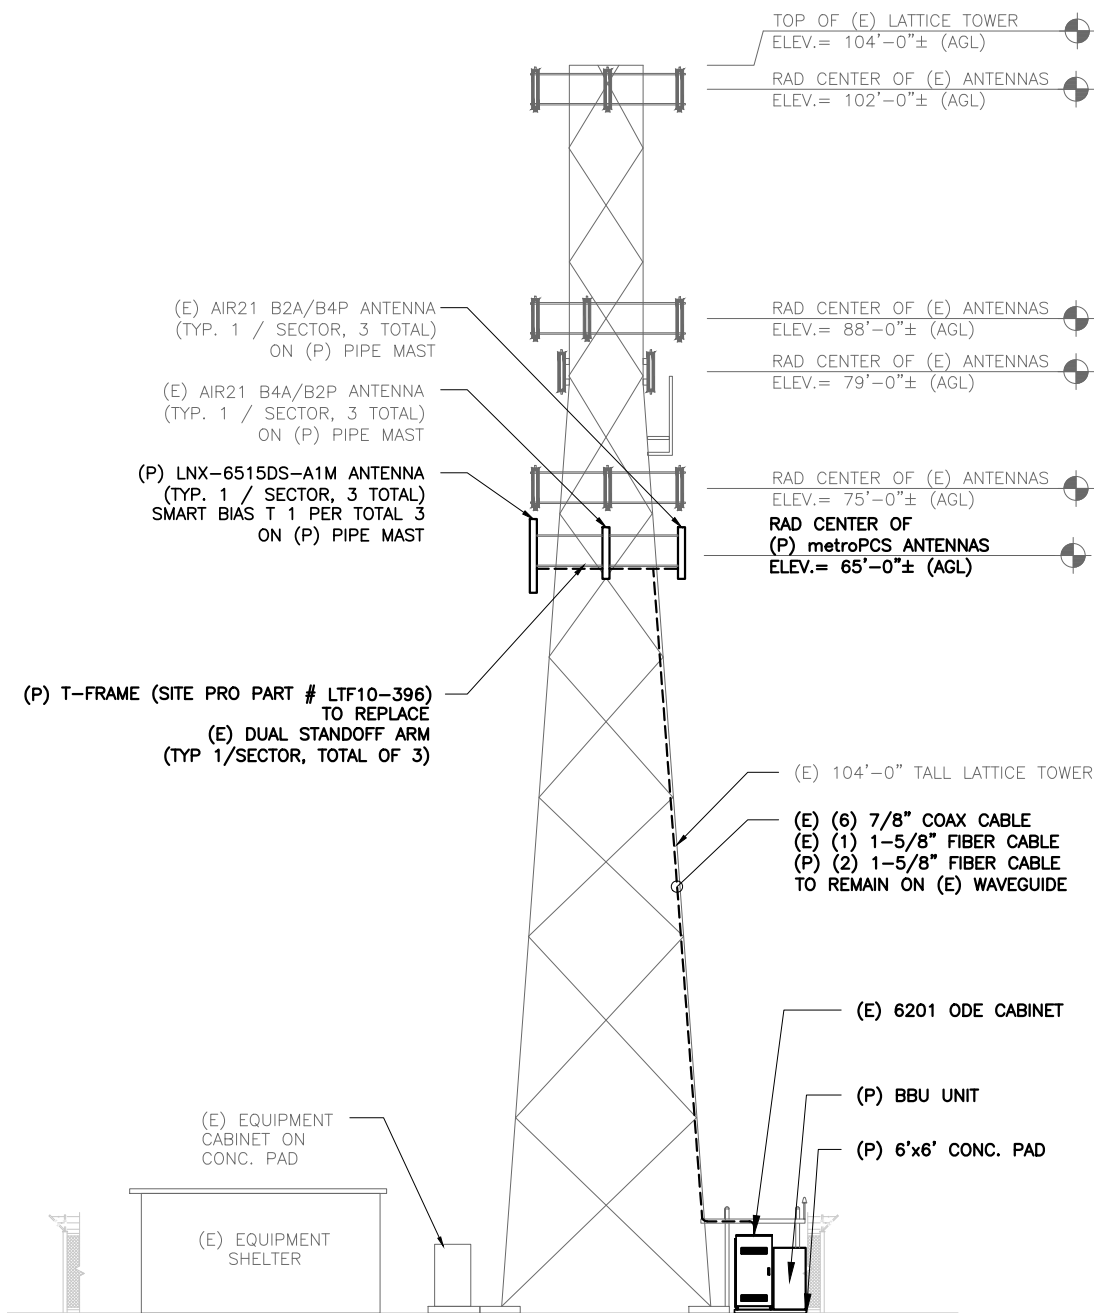 TOP OF (E) LATTICE TOWER
ELEV.= 104'-0"± (AGL)
RAD CENTER OF (E) ANTENNAS
ELEV.= 102'-0"± (AGL)
(E) AIR21 B2A/B4P ANTENNA
(TYP. 1 / SECTOR, 3 TOTAL)
ON (P) PIPE MAST
RAD CENTER OF (E) ANTENNAS
ELEV.= 88'-0"± (AGL)
RAD CENTER OF (E) ANTENNAS
ELEV.= 79'-0"± (AGL)
(E) AIR21 B4A/B2P ANTENNA
(TYP. 1 / SECTOR, 3 TOTAL)
ON (P) PIPE MAST
(P) LNX-6515DS-A1M ANTENNA
(TYP. 1 / SECTOR, 3 TOTAL)
SMART BIAS T 1 PER TOTAL 3
ON (P) PIPE MAST
RAD CENTER OF (E) ANTENNAS
ELEV.= 75'-0"± (AGL)
RAD CENTER OF
(P) metroPCS ANTENNAS
ELEV.= 65'-0"± (AGL)
(P) T-FRAME (SITE PRO PART # LTF10-396)
TO REPLACE
(E) DUAL STANDOFF ARM
(TYP 1/SECTOR, TOTAL OF 3)
(E) 104'-0" TALL LATTICE TOWER
(E) (6) 7/8" COAX CABLE
(E) (1) 1-5/8" FIBER CABLE
(P) (2) 1-5/8" FIBER CABLE
TO REMAIN ON (E) WAVEGUIDE
(E) 6201 ODE CABINET
(P) BBU UNIT
(P) 6'x6' CONC. PAD
(E) EQUIPMENT
CABINET ON
CONC. PAD
(E) EQUIPMENT
SHELTER